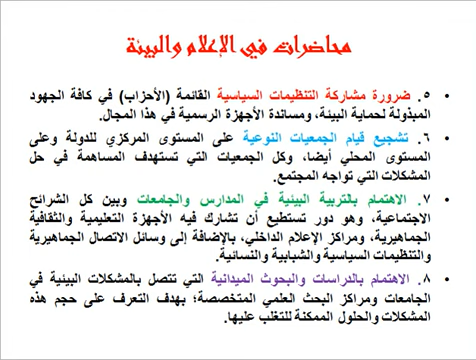 محاضرات في الإعلام والبيئة
• ٥. ضرورة مشاركة التنظيمات السياسية القائمة (الأحزاب) في كافة الجهود
المبذولة لحماية البيئة، ومساندة الأجهزة الرسمية في هذا المجال.
• ٦. تشجيع قيام الجمعيات النوعية على المستوى المركزي للدولة وعلى
المستوى المحلي أيضا، وكل الجمعيات التي تستهدف المساهمة في حل
المشكلات التي تواجه المجتمع.
• ٧. الاهتمام بالتربية البيئية في المدارس والجامعات وبين كل الشرائح
الاجتماعية، وهو دور تستطيع أن تشارك فيه الأجهزة التعليمية والثقافية
الجماهيرية، ومراكز الإعلام الداخلي، بالإضافة إلى وسائل الاتصال الجماهيرية
والتنظيمات السياسية والشبابية والنسائية.
• ٨. الاهتمام بالدراسات والبحوث الميدانية التي تتصل بالمشكلات البيئية في
الجامعات ومراكز البحث العلمي المتخصصة؛ بهدف التعرف على حجم هذه
المشكلات والحلول الممكنة للتغلب عليها.